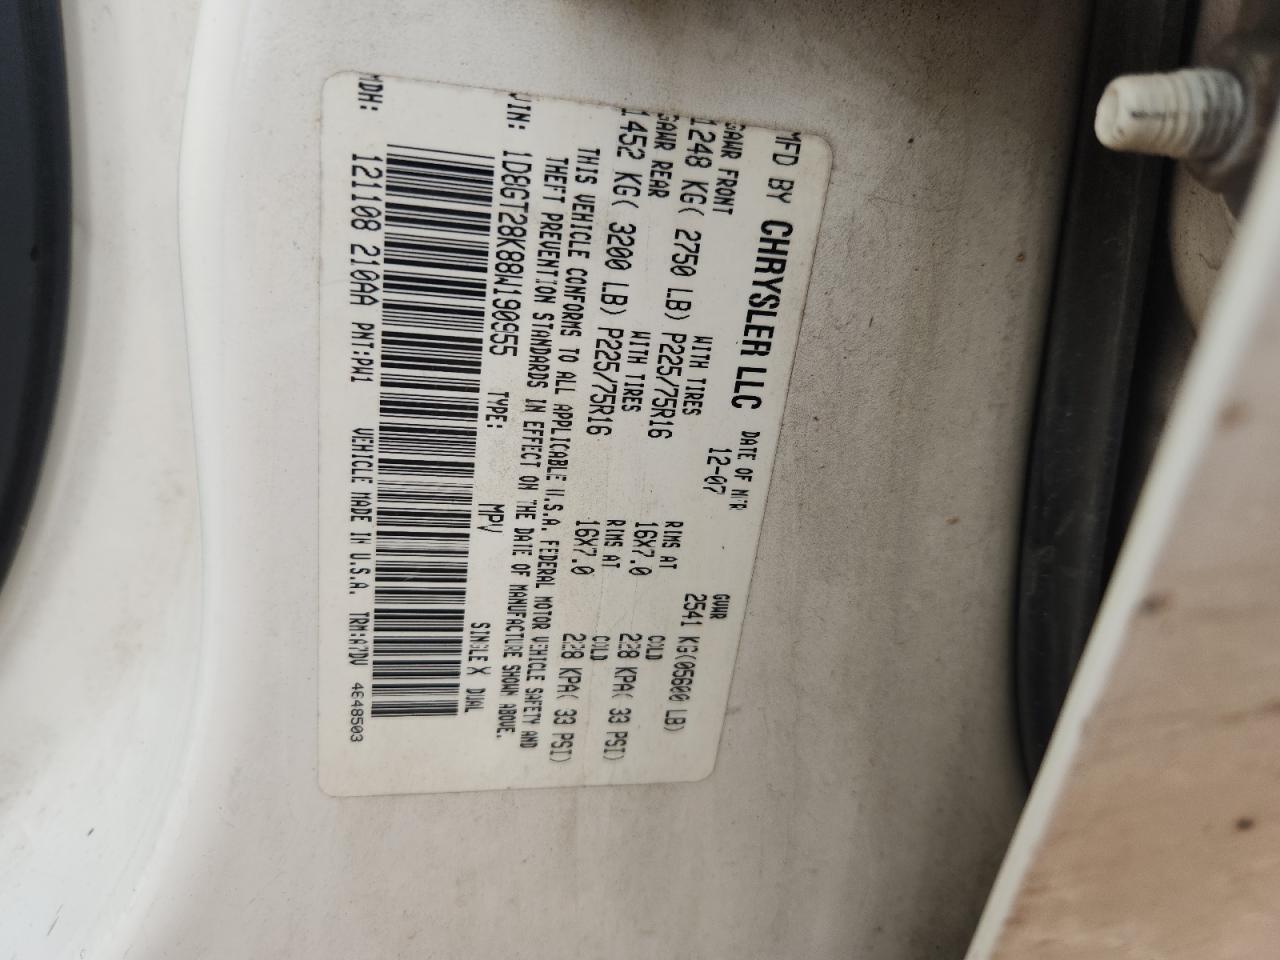 MFD BY CHRYSLER LLC DATE OF MFR GVWR
12-07 2541 KG(05600 LB)
GAWR FRONT WITH TIRES RIMS AT COLD
1248 KG( 2750 LB) P225/75R16 16X7.0 228 KPA( 33 PSI)
GAWR REAR WITH TIRES RIMS AT COLD
1452 KG( 3200 LB) P225/75R16 16X7.0 228 KPA( 33 PSI)
THIS VEHICLE CONFORMS TO ALL APPLICABLE U.S.A. FEDERAL MOTOR VEHICLE SAFETY AND
THEFT PREVENTION STANDARDS IN EFFECT ON THE DATE OF MANUFACTURE SHOWN ABOVE.
VIN: 1D8GT28K88W190955 TYPE: MPV SINGLE X DUAL
MDH: 121108 210AA PNT:PW1 VEHICLE MADE IN U.S.A. TRM:A7DV 4648503